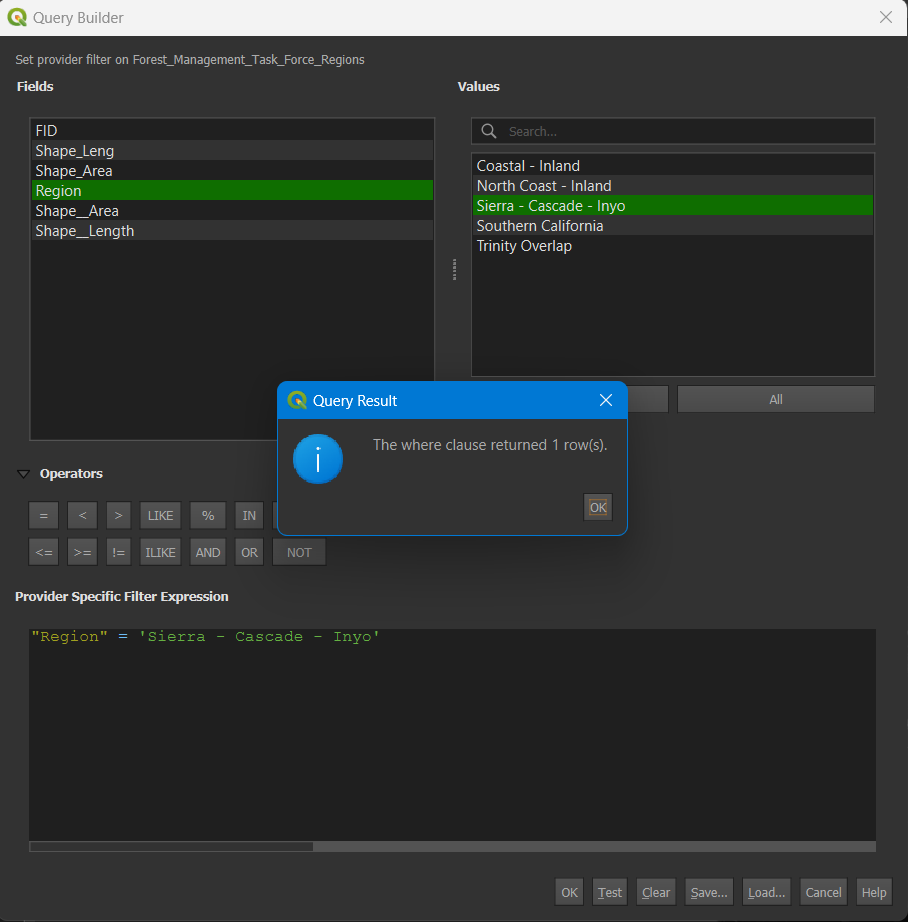 Query Builder
Set provider filter on Forest_Management_Task_Force_Regions
Fields
Values
FID
Shape_Leng
Shape_Area
Region
Shape__Area
Shape__Length
Search...
Coastal - Inland
North Coast - Inland
Sierra - Cascade - Inyo
Southern California
Trinity Overlap
All
Query Result
The where clause returned 1 row(s).
OK
Operators
= < > LIKE % IN
<= >= != ILIKE AND OR NOT
Provider Specific Filter Expression
"Region" = 'Sierra - Cascade - Inyo'
OK Test Clear Save... Load... Cancel Help